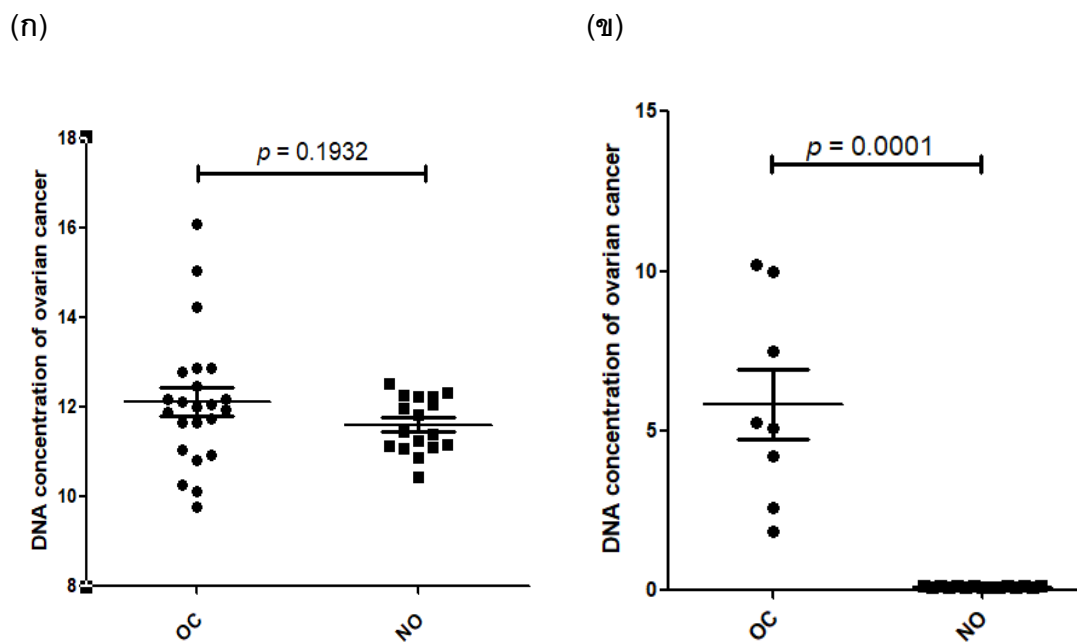 (ก)
DNA concentration of ovarian cancer
18
16
14
12
10
8
p = 0.1932
OC
NO
(ข)
DNA concentration of ovarian cancer
15
10
5
0
p = 0.0001
OC
NO